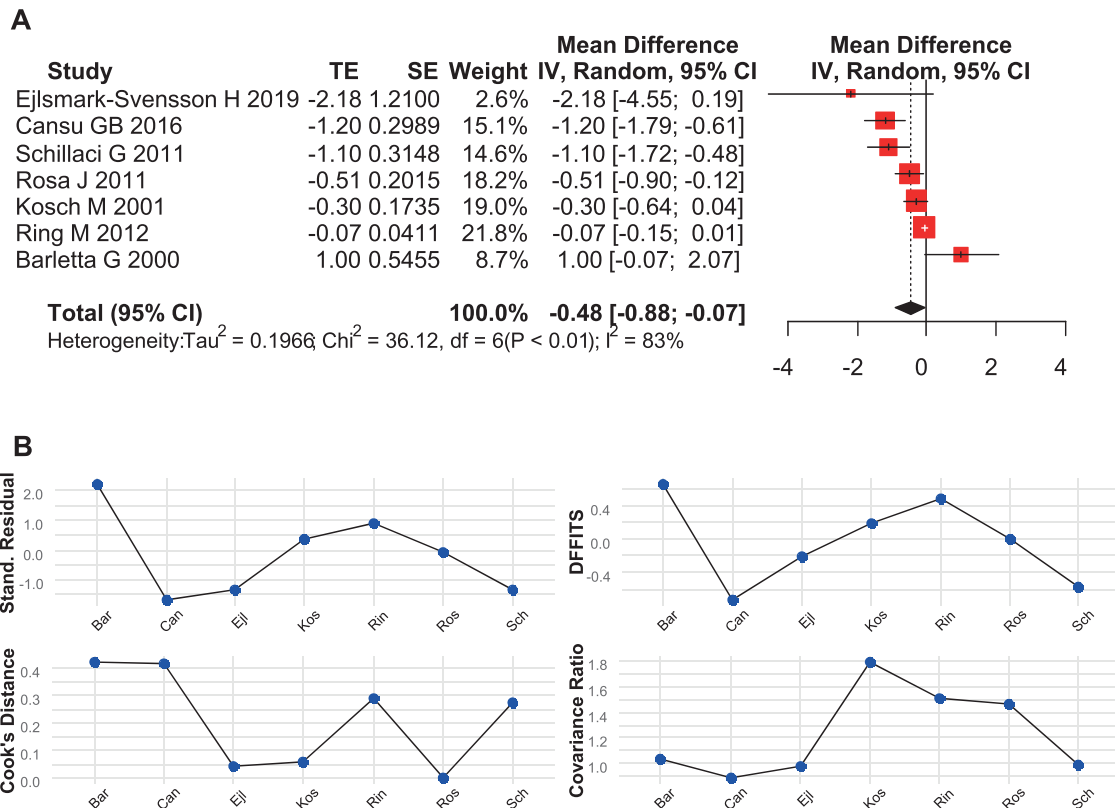 A
Mean Difference Mean Difference
Study TE SE Weight IV, Random, 95% CI IV, Random, 95% CI
Ejlsmark-Svensson H 2019 -2.18 1.2100 2.6% -2.18 [-4.55; 0.19]
Cansu GB 2016 -1.20 0.2989 15.1% -1.20 [-1.79; -0.61]
Schillaci G 2011 -1.10 0.3148 14.6% -1.10 [-1.72; -0.48]
Rosa J 2011 -0.51 0.2015 18.2% -0.51 [-0.90; -0.12]
Kosch M 2001 -0.30 0.1735 19.0% -0.30 [-0.64; 0.04]
Ring M 2012 -0.07 0.0411 21.8% -0.07 [-0.15; 0.01]
Barletta G 2000 1.00 0.5455 8.7% 1.00 [-0.07; 2.07]
Total (95% CI) 100.0% -0.48 [-0.88; -0.07]
Heterogeneity:Tau² = 0.1966; Chi² = 36.12, df = 6(P < 0.01); I² = 83%
-4 -2 0 2 4
B
Stand. Residual
2.0
1.0
0.0
-1.0
Bar Can Ejl Kos Rin Ros Sch
DFFITS
0.4
0.0
-0.4
Bar Can Ejl Kos Rin Ros Sch
Cook's Distance
0.4
0.3
0.2
0.1
0.0
Bar Can Ejl Kos Rin Ros Sch
Covariance Ratio
1.8
1.6
1.4
1.2
1.0
Bar Can Ejl Kos Rin Ros Sch